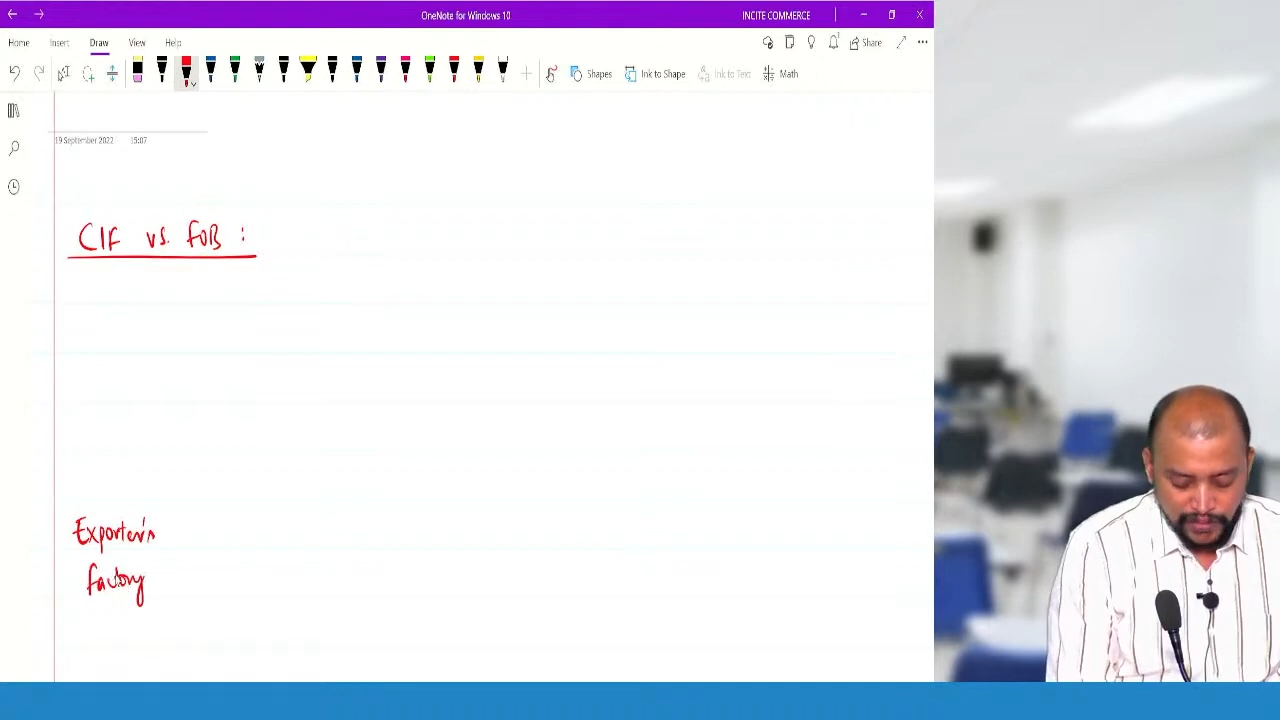 OneNote for Windows 10
INCITE COMMERCE
Home Insert Draw View Help
Share
Shapes Ink to Shape Ink to Text Math
19 September 2022 15:07
CIF vs. FOB :
Exporter's
Factory